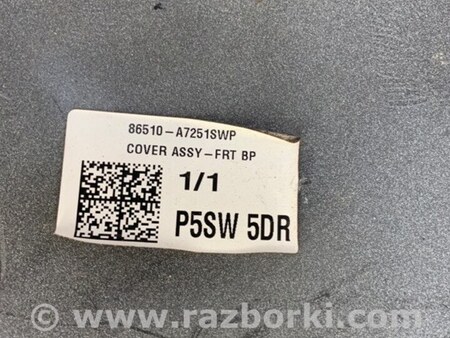 86510-A7251SWP
COVER ASSY-FRT BP
1/1
P5SW 5DR
© www.razborki.com